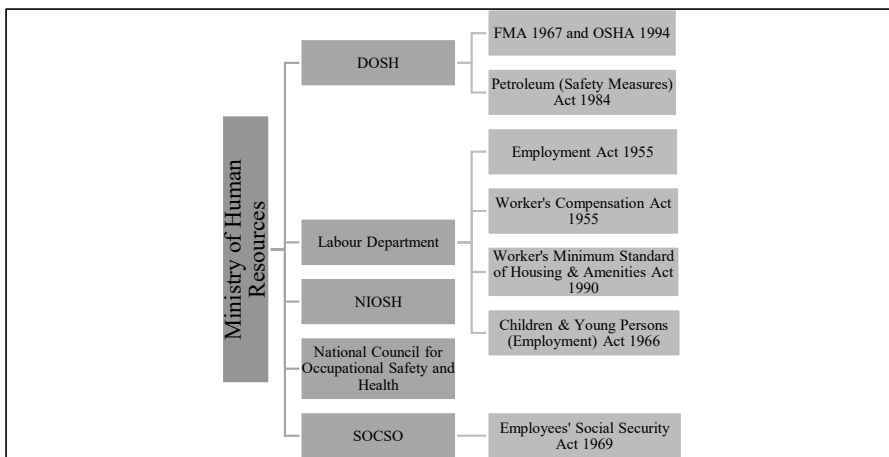 Ministry of Human
Resources
DOSH
FMA 1967 and OSHA 1994
Petroleum (Safety Measures)
Act 1984
Labour Department
Employment Act 1955
Worker's Compensation Act
1955
Worker's Minimum Standard
of Housing & Amenities Act
1990
Children & Young Persons
(Employment) Act 1966
NIOSH
National Council for
Occupational Safety and
Health
SOCSO
Employees' Social Security
Act 1969